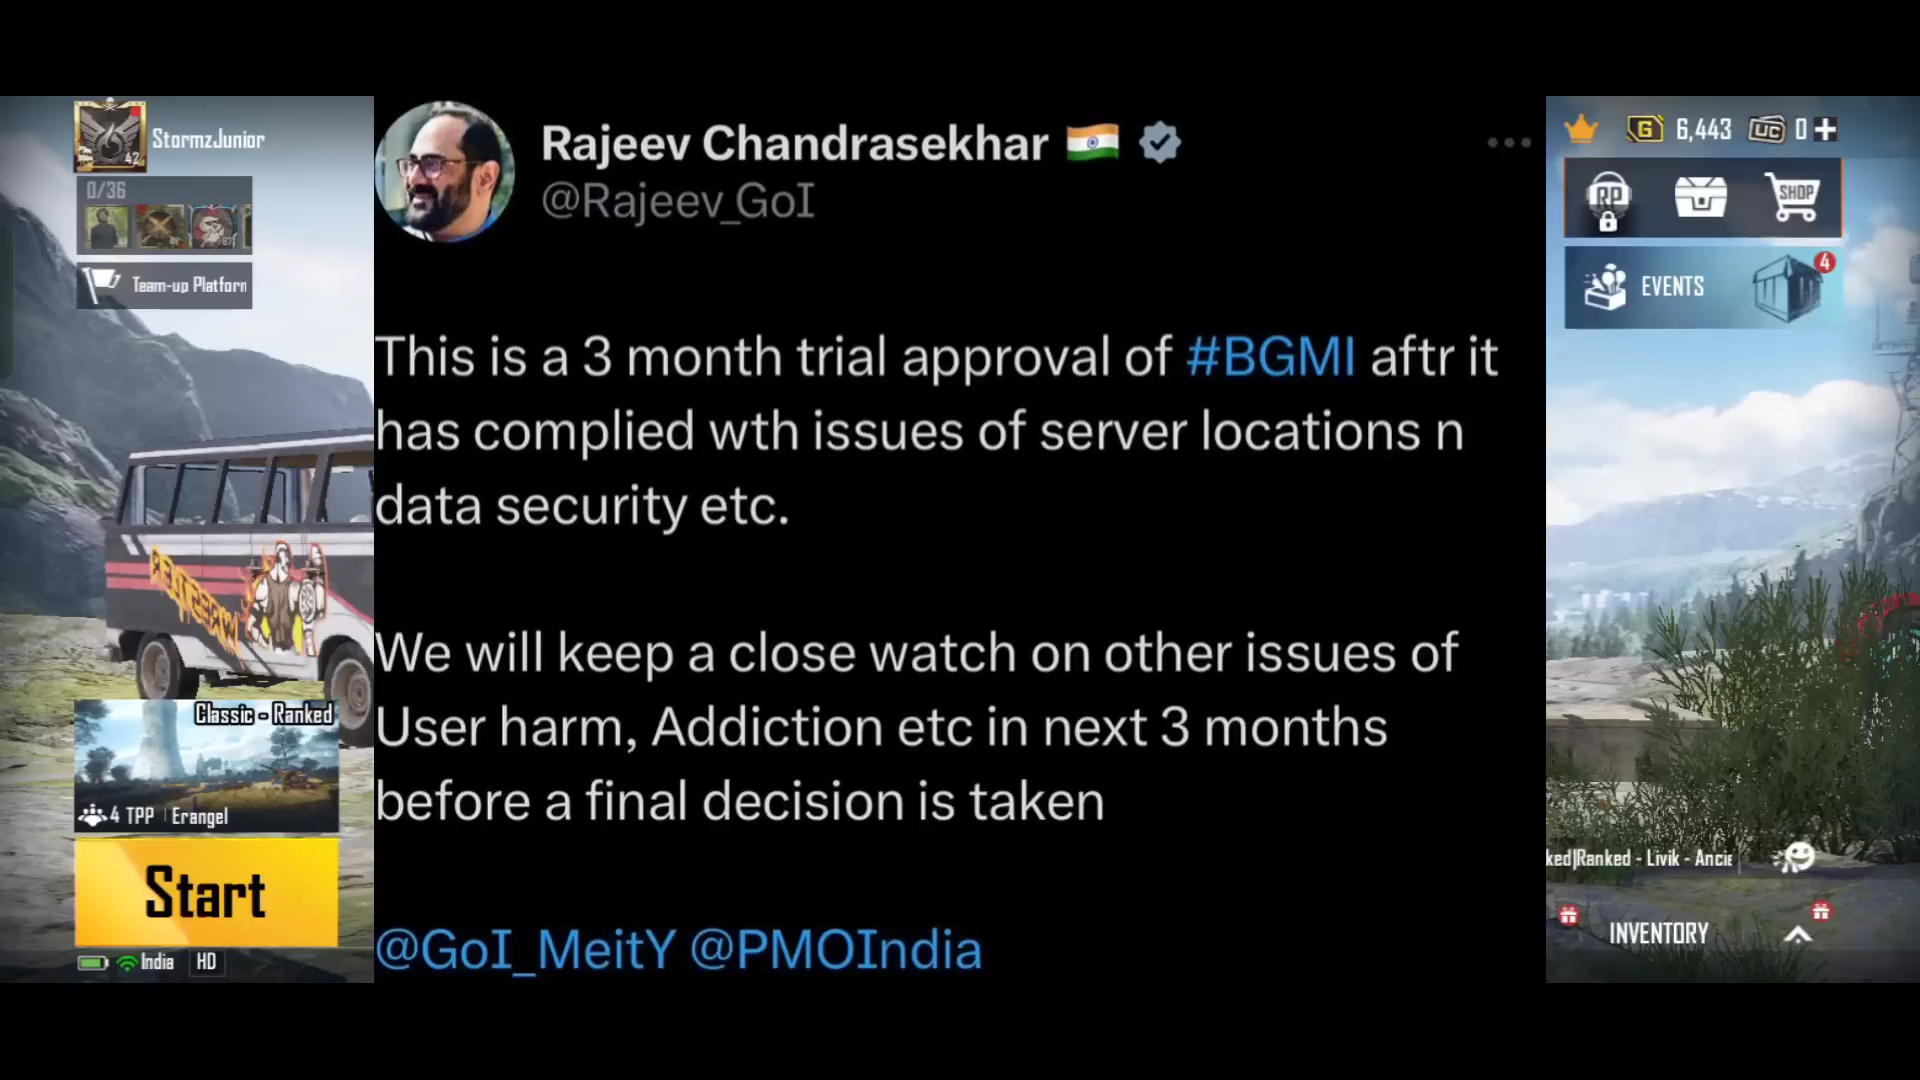 StormzJunior
42
0/36
Team-up Platform
Rajeev Chandrasekhar
@Rajeev_GoI
This is a 3 month trial approval of #BGMI aftr it
has complied wth issues of server locations n
data security etc.
We will keep a close watch on other issues of
User harm, Addiction etc in next 3 months
before a final decision is taken
@GoI_MeitY @PMOIndia
Classic - Ranked
4 TPP | Erangel
Start
India HD
G 6,443 UC 0 +
RP
SHOP
EVENTS
4
ked|Ranked - Livik - Ancie
INVENTORY